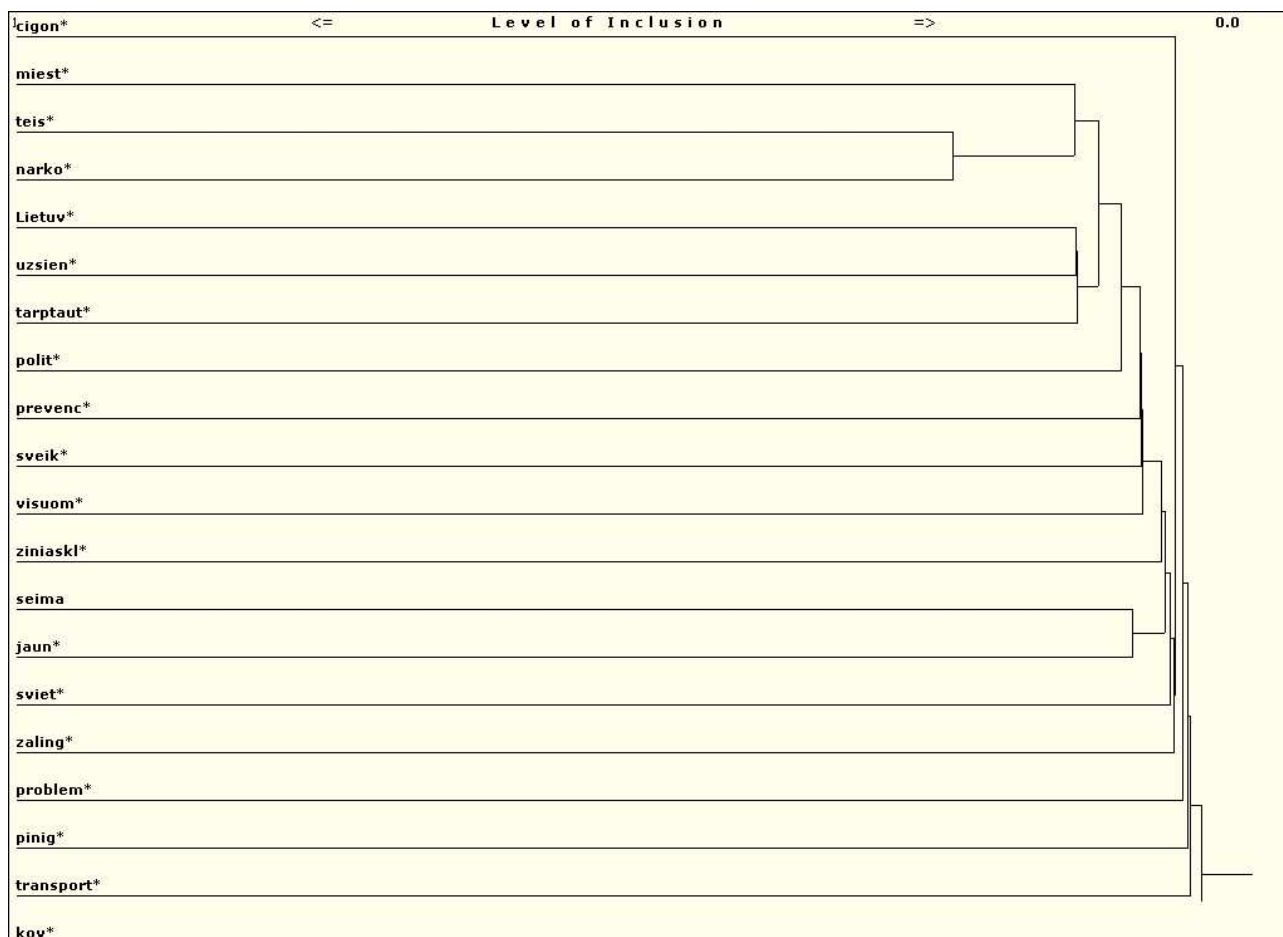 1 <= Level of Inclusion => 0.0
cigon*
miest*
teis*
narko*
Lietuv*
uzsien*
tarptaut*
polit*
prevenc*
sveik*
visuom*
ziniaskl*
seima
jaun*
sviet*
zaling*
problem*
pinig*
transport*
kov*